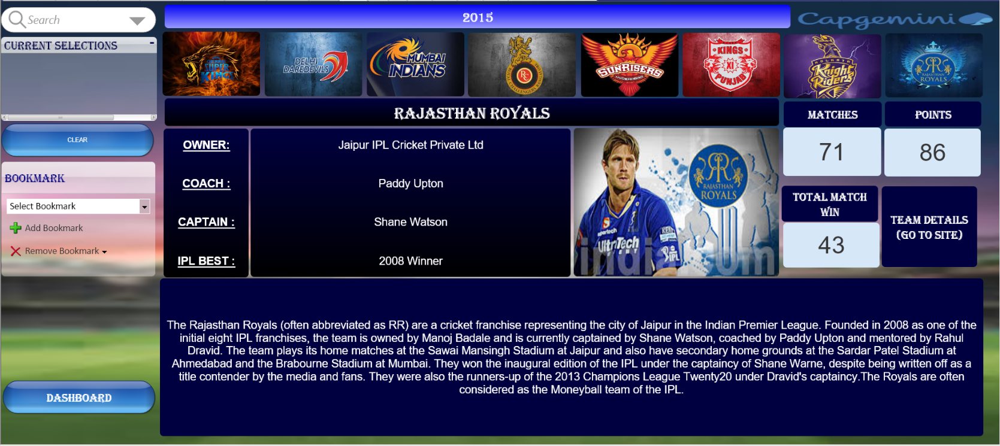 Search
2015
Capgemini
CURRENT SELECTIONS
-
CHENNAI
SUPER
KINGS
DELHI
DAREDEVILS
MUMBAI
INDIANS
RC
ROYAL CHALLENGERS BANGALORE
SUNRISERS
HYDERABAD
KINGS
XI
PUNJAB
KOLKATA
Knight
Riders
RR
RAJASTHAN
ROYALS
CLEAR
RAJASTHAN ROYALS
MATCHES
POINTS
71
86
OWNER:
Jaipur IPL Cricket Private Ltd
COACH :
Paddy Upton
CAPTAIN :
Shane Watson
IPL BEST :
2008 Winner
RR
RAJASTHAN
ROYALS
UltraTech
CEMENT
IPL
BOOKMARK
Select Bookmark
Add Bookmark
Remove Bookmark
TOTAL MATCH
WIN
43
TEAM DETAILS
(GO TO SITE)
The Rajasthan Royals (often abbreviated as RR) are a cricket franchise representing the city of Jaipur in the Indian Premier League. Founded in 2008 as one of the
initial eight IPL franchises, the team is owned by Manoj Badale and is currently captained by Shane Watson, coached by Paddy Upton and mentored by Rahul
Dravid. The team plays its home matches at the Sawai Mansingh Stadium at Jaipur and also have secondary home grounds at the Sardar Patel Stadium at
Ahmedabad and the Brabourne Stadium at Mumbai. They won the inaugural edition of the IPL under the captaincy of Shane Warne, despite being written off as a
title contender by the media and fans. They were also the runners-up of the 2013 Champions League Twenty20 under Dravid's captaincy.The Royals are often
considered as the Moneyball team of the IPL.
DASHBOARD